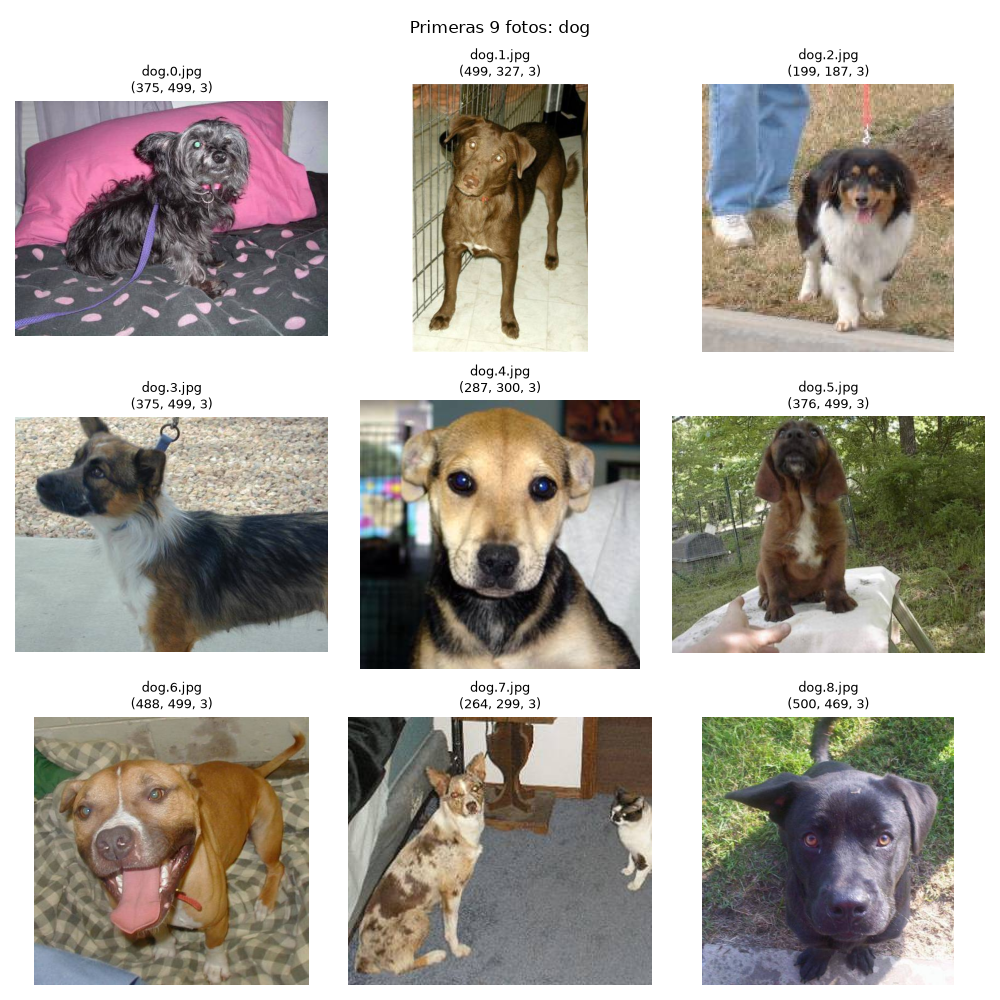 Primeras 9 fotos: dog
dog.0.jpg
(375, 499, 3)
dog.1.jpg
(499, 327, 3)
dog.2.jpg
(199, 187, 3)
dog.3.jpg
(375, 499, 3)
dog.4.jpg
(287, 300, 3)
dog.5.jpg
(376, 499, 3)
dog.6.jpg
(488, 499, 3)
dog.7.jpg
(264, 299, 3)
dog.8.jpg
(500, 469, 3)